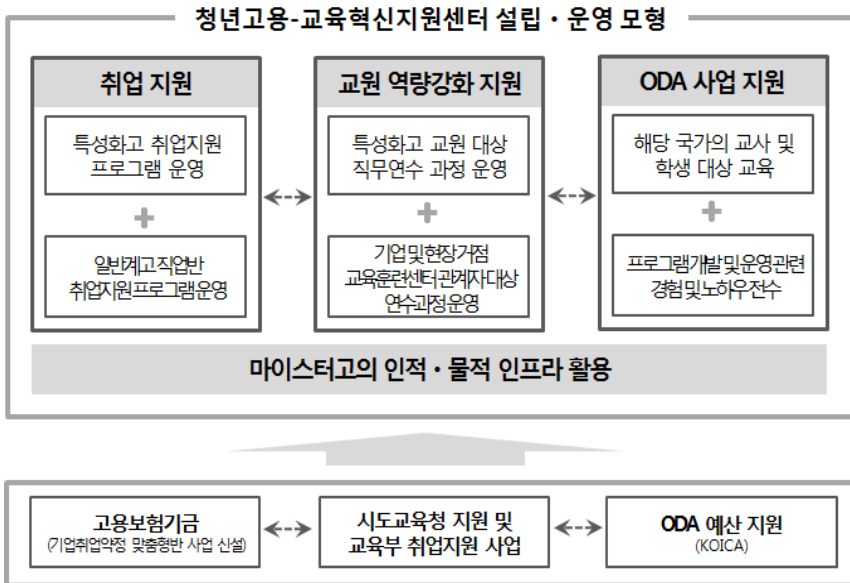 청년고용-교육혁신지원센터 설립・운영 모형
취업 지원
특성화고 취업지원
프로그램 운영
+
일반계고 직업반
취업지원 프로그램 운영
교원 역량강화 지원
특성화고 교원 대상
직무연수 과정 운영
+
기업 및 현장거점
교육훈련센터 관계자 대상
연수과정 운영
ODA 사업 지원
해당 국가의 교사 및
학생 대상 교육
+
프로그램개발 및 운영 관련
경험 및 노하우 전수
마이스터고의 인적・물적 인프라 활용
고용보험기금
(기업취업약정 맞춤형반 사업 신설)
시도교육청 지원 및
교육부 취업지원 사업
ODA 예산 지원
(KOICA)